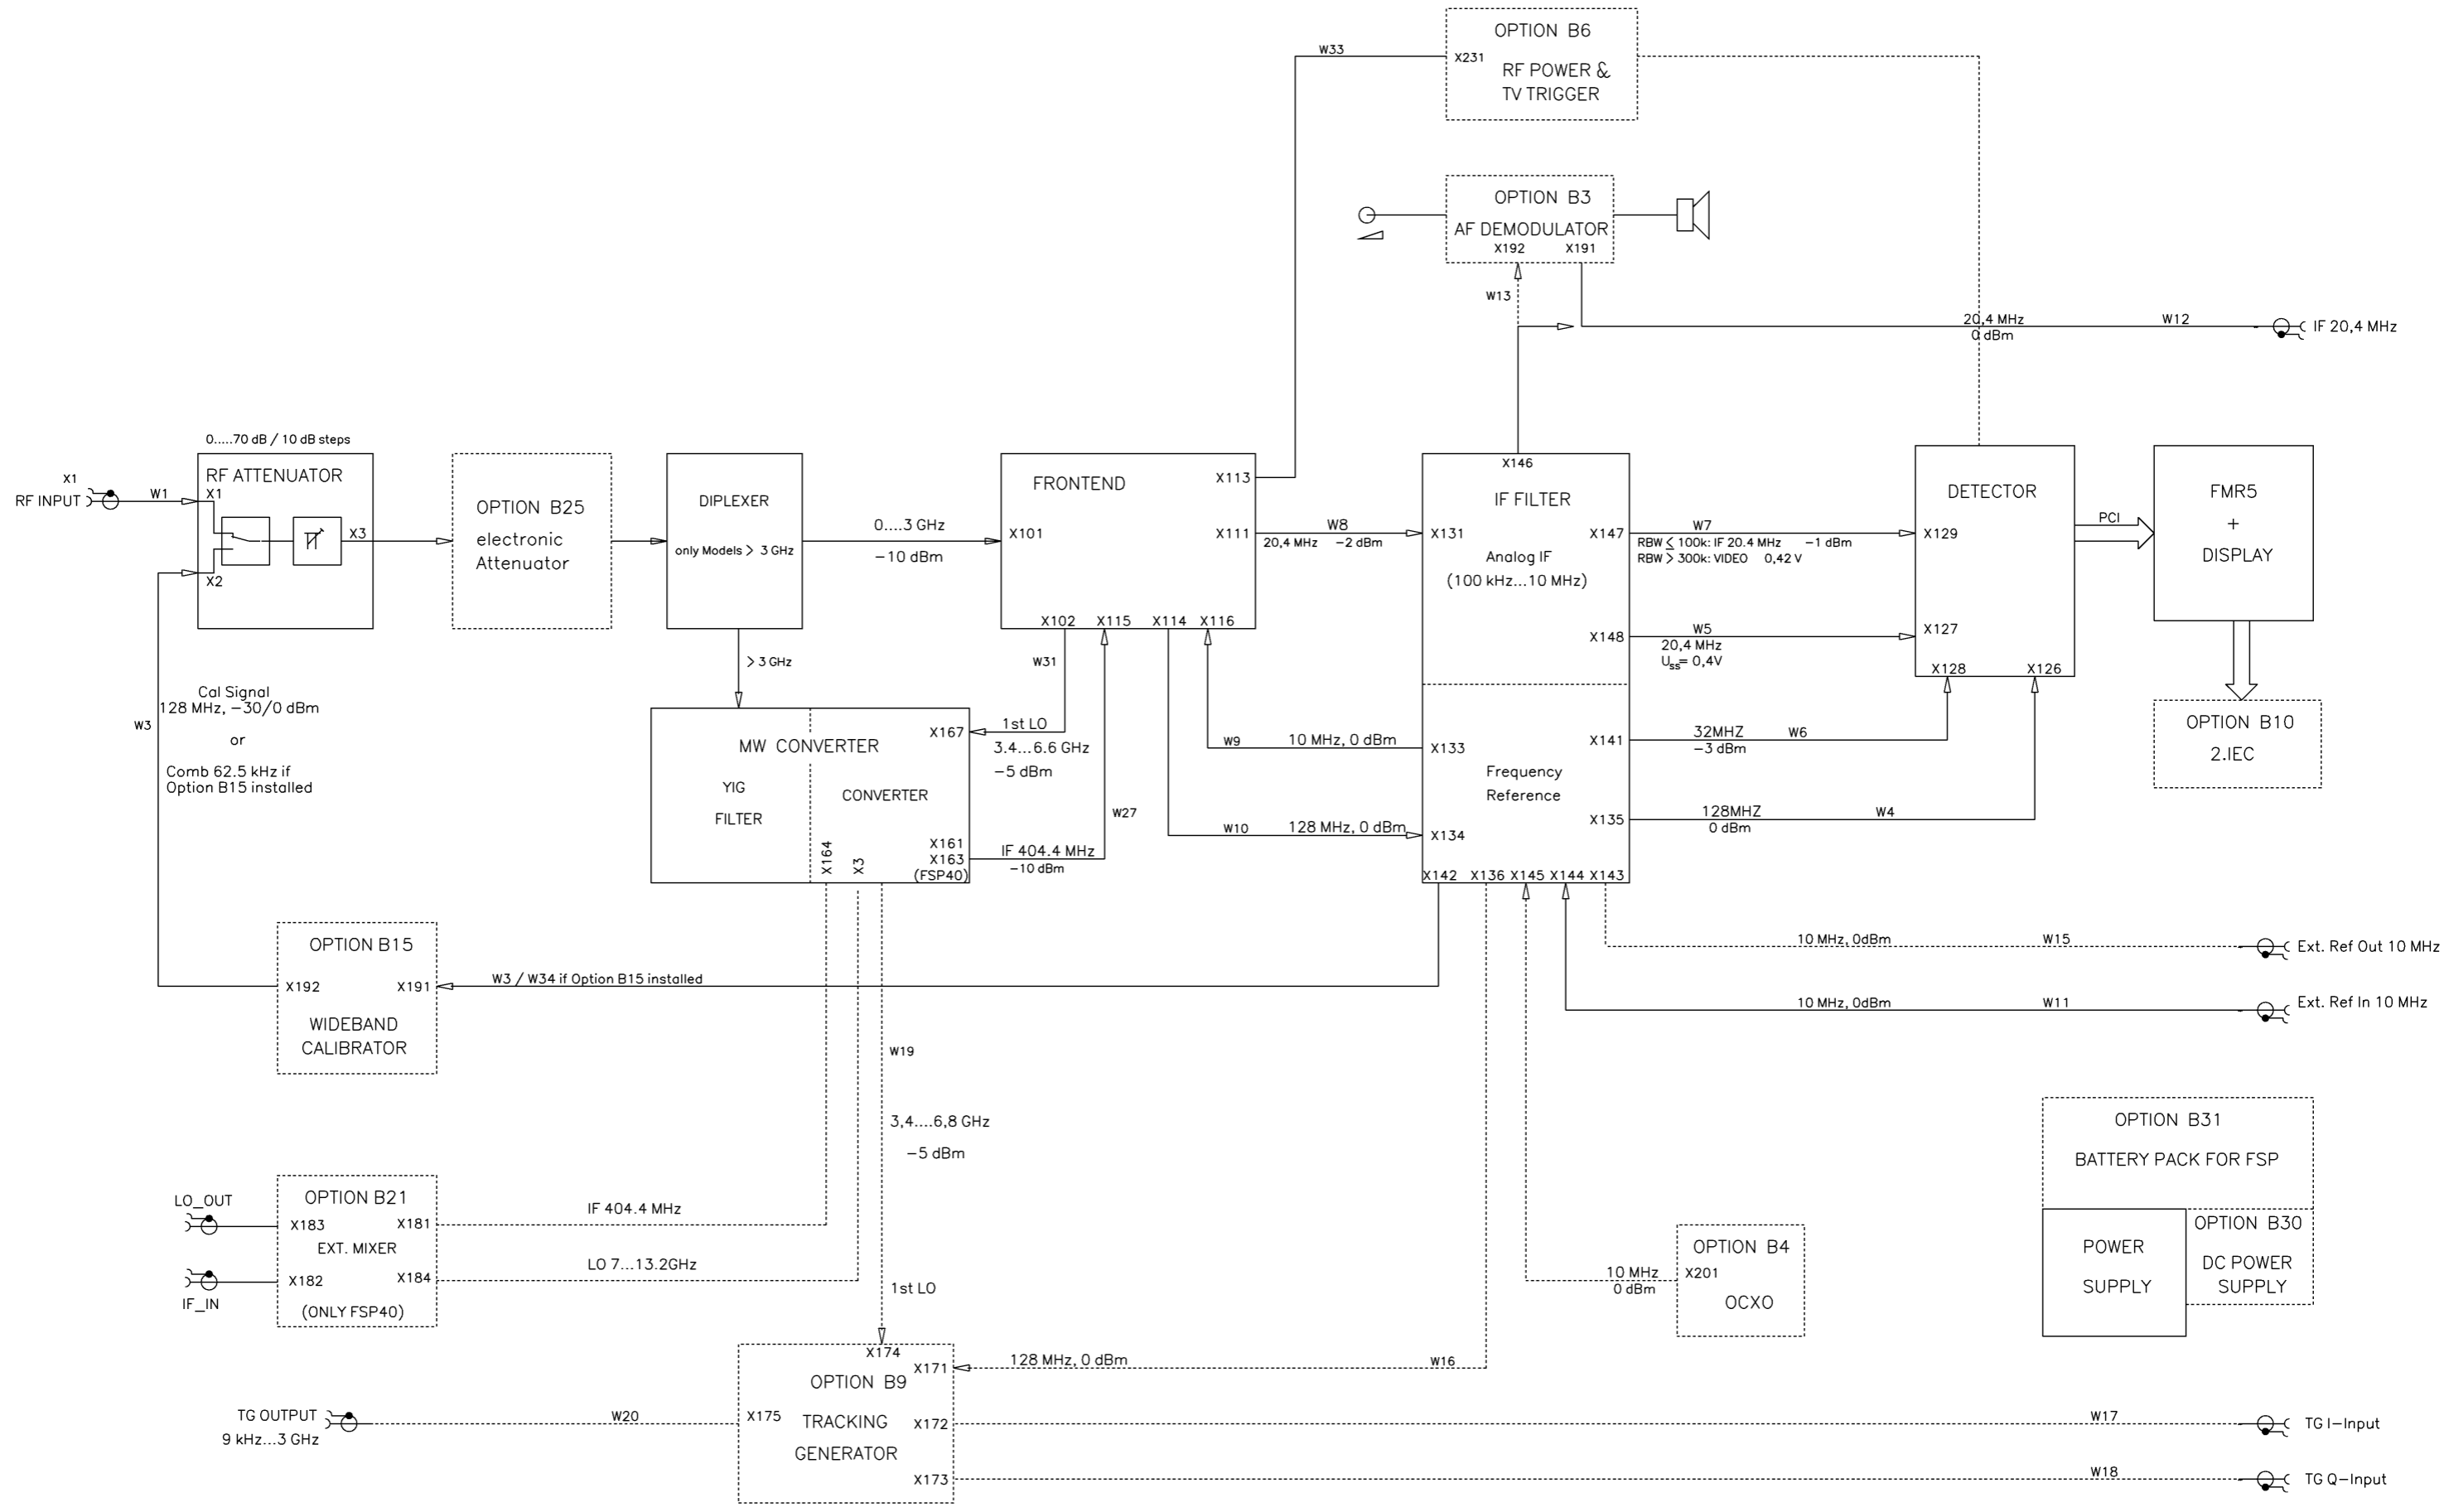 OPTION B6
X231
RF POWER &
TV TRIGGER
W33
OPTION B3
AF DEMODULATOR
X192
X191
W13
20,4 MHz
0 dBm
W12
IF 20,4 MHz
0.....70 dB / 10 dB steps
X1
RF INPUT
W1
RF ATTENUATOR
X1
X3
X2
OPTION B25
electronic
Attenuator
DIPLEXER
only Models > 3 GHz
0....3 GHz
−10 dBm
FRONTEND
X113
X101
X111
X102
X115
X114
X116
W8
20,4 MHz
−2 dBm
X146
IF FILTER
X131
X147
Analog IF
(100 kHz...10 MHz)
X148
W7
RBW ≤ 100k: IF 20.4 MHz
−1 dBm
RBW > 300k: VIDEO
0,42 V
W5
20,4 MHz
Uss= 0,4V
DETECTOR
X129
X127
X128
X126
PCI
FMR5
+
DISPLAY
OPTION B10
2.IEC
> 3 GHz
W31
Cal Signal
128 MHz, −30/0 dBm
W3
or
Comb 62.5 kHz if
Option B15 installed
MW CONVERTER
X167
YIG
FILTER
CONVERTER
X164
X3
X161
X163
(FSP40)
1st LO
3.4...6.6 GHz
−5 dBm
W27
IF 404.4 MHz
−10 dBm
W9
10 MHz, 0 dBm
W10
128 MHz, 0 dBm
X133
X141
Frequency
Reference
X135
X134
X142
X136
X145
X144
X143
32MHZ
W6
−3 dBm
128MHZ
W4
0 dBm
OPTION B15
X192
X191
WIDEBAND
CALIBRATOR
W3 / W34 if Option B15 installed
10 MHz, 0dBm
W15
Ext. Ref Out 10 MHz
10 MHz, 0dBm
W11
Ext. Ref In 10 MHz
W19
3,4....6,8 GHz
−5 dBm
1st LO
LO_OUT
OPTION B21
X183
X181
EXT. MIXER
X182
X184
IF_IN
(ONLY FSP40)
IF 404.4 MHz
LO 7...13.2GHz
OPTION B4
X201
OCXO
10 MHz
0 dBm
OPTION B31
BATTERY PACK FOR FSP
POWER
SUPPLY
OPTION B30
DC POWER
SUPPLY
X174
X171
OPTION B9
X175
TRACKING
GENERATOR
X172
X173
128 MHz, 0 dBm
W16
TG OUTPUT
9 kHz...3 GHz
W20
W17
TG I−Input
W18
TG Q−Input